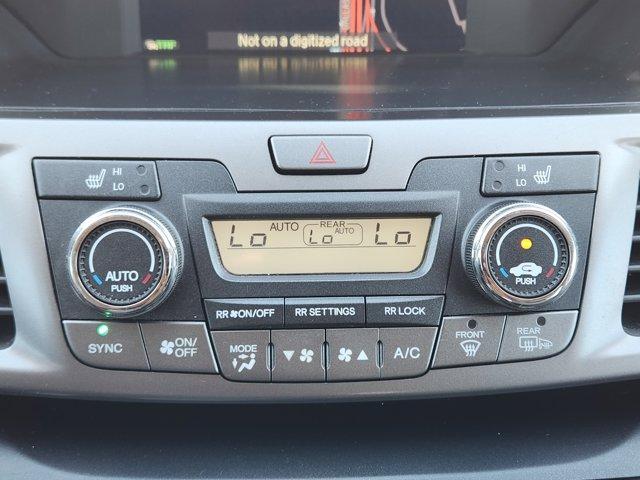 Not on a digitized road
HI
LO
HI
LO
AUTO
REAR
Lo
Lo
AUTO
Lo
AUTO
PUSH
PUSH
RR ON/OFF
RR SETTINGS
RR LOCK
SYNC
ON/
OFF
MODE
A/C
FRONT
REAR